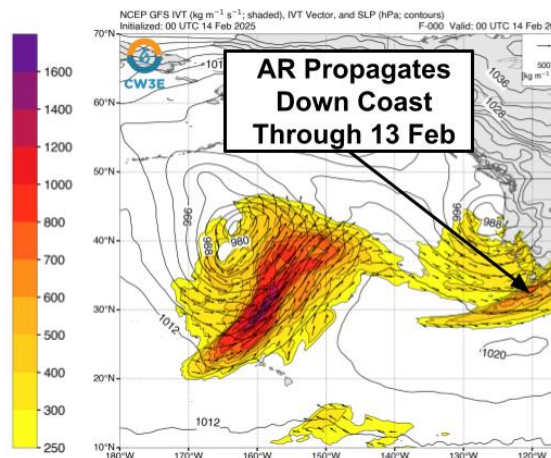 NCEP GFS IVT (kg m⁻¹ s⁻¹; shaded), IVT Vector, and SLP (hPa; contours)
Initialized: 00 UTC 14 Feb 2025
F-000 Valid: 00 UTC 14 Feb 2
CW3E
AR Propagates
Down Coast
Through 13 Feb
500
[kg m⁻¹
1600
1400
1200
1000
800
700
600
500
400
300
250
70°N
60°N
50°N
40°N
30°N
20°N
10°N
180°W
170°W
160°W
150°W
140°W
130°W
120°W
1036
1028
996
988
980
988
1012
1020
1012